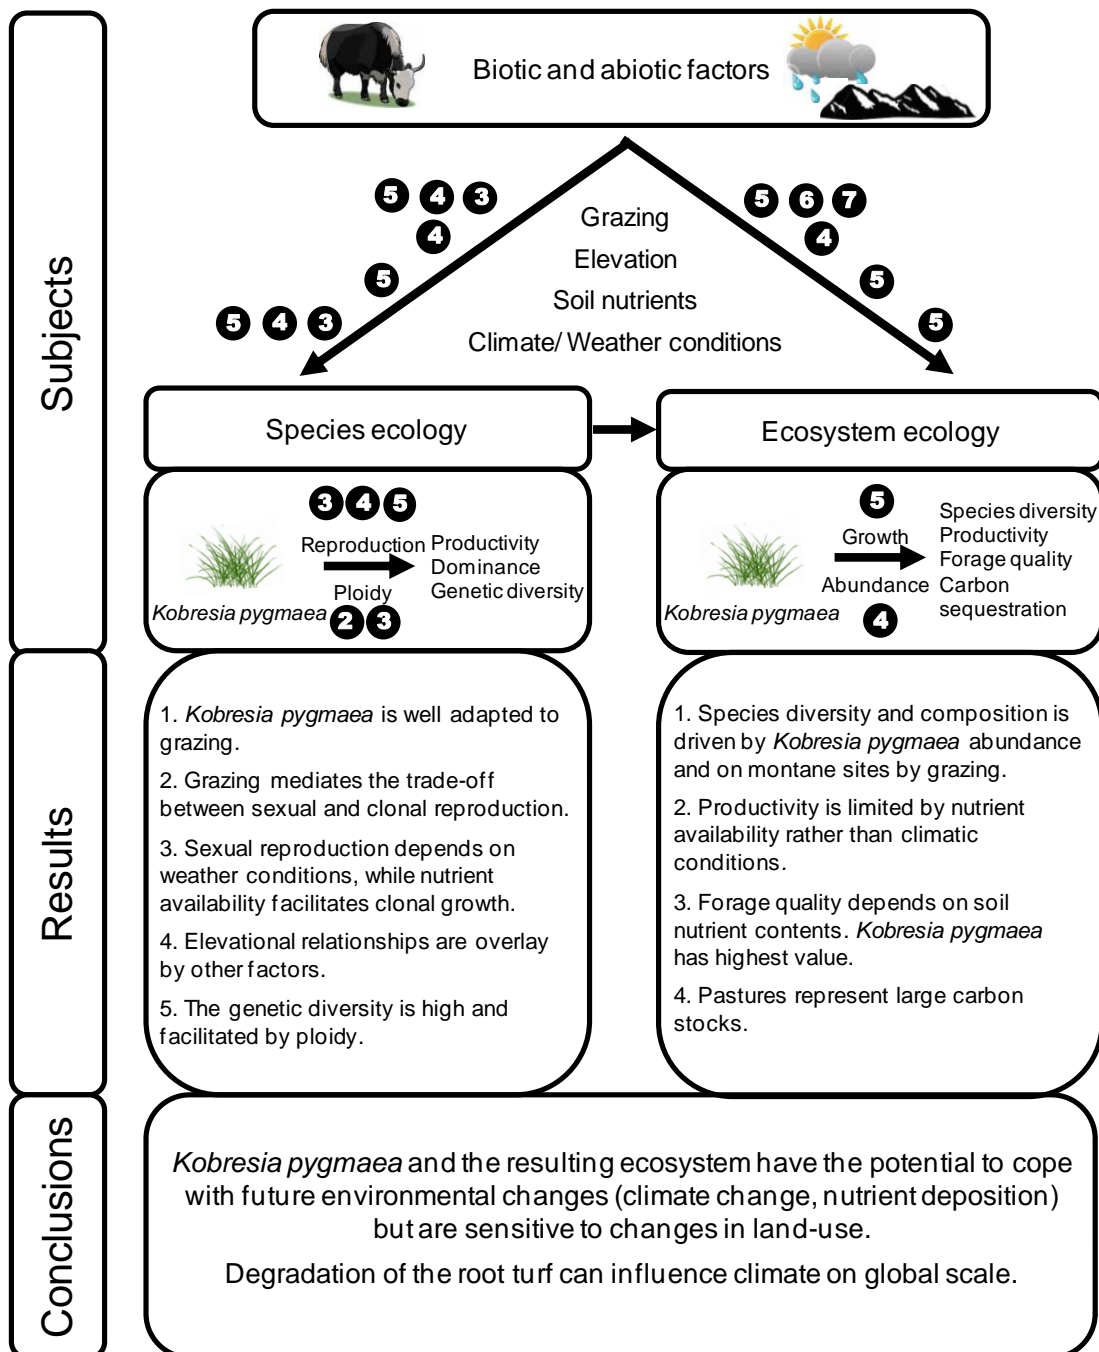 Subjects
Biotic and abiotic factors
5 4 3
4
5
5 4 3
Grazing
Elevation
Soil nutrients
Climate/ Weather conditions
5 6 7
4
5
5
Species ecology
3 4 5
Reproduction
Ploidy
2 3
Kobresia pygmaea
Productivity
Dominance
Genetic diversity
Ecosystem ecology
5
Growth
Abundance
4
Kobresia pygmaea
Species diversity
Productivity
Forage quality
Carbon
sequestration
Results
1. Kobresia pygmaea is well adapted to
grazing.
2. Grazing mediates the trade-off
between sexual and clonal reproduction.
3. Sexual reproduction depends on
weather conditions, while nutrient
availability facilitates clonal growth.
4. Elevational relationships are overlay
by other factors.
5. The genetic diversity is high and
facilitated by ploidy.
1. Species diversity and composition is
driven by Kobresia pygmaea abundance
and on montane sites by grazing.
2. Productivity is limited by nutrient
availability rather than climatic
conditions.
3. Forage quality depends on soil
nutrient contents. Kobresia pygmaea
has highest value.
4. Pastures represent large carbon
stocks.
Conclusions
Kobresia pygmaea and the resulting ecosystem have the potential to cope
with future environmental changes (climate change, nutrient deposition)
but are sensitive to changes in land-use.
Degradation of the root turf can influence climate on global scale.